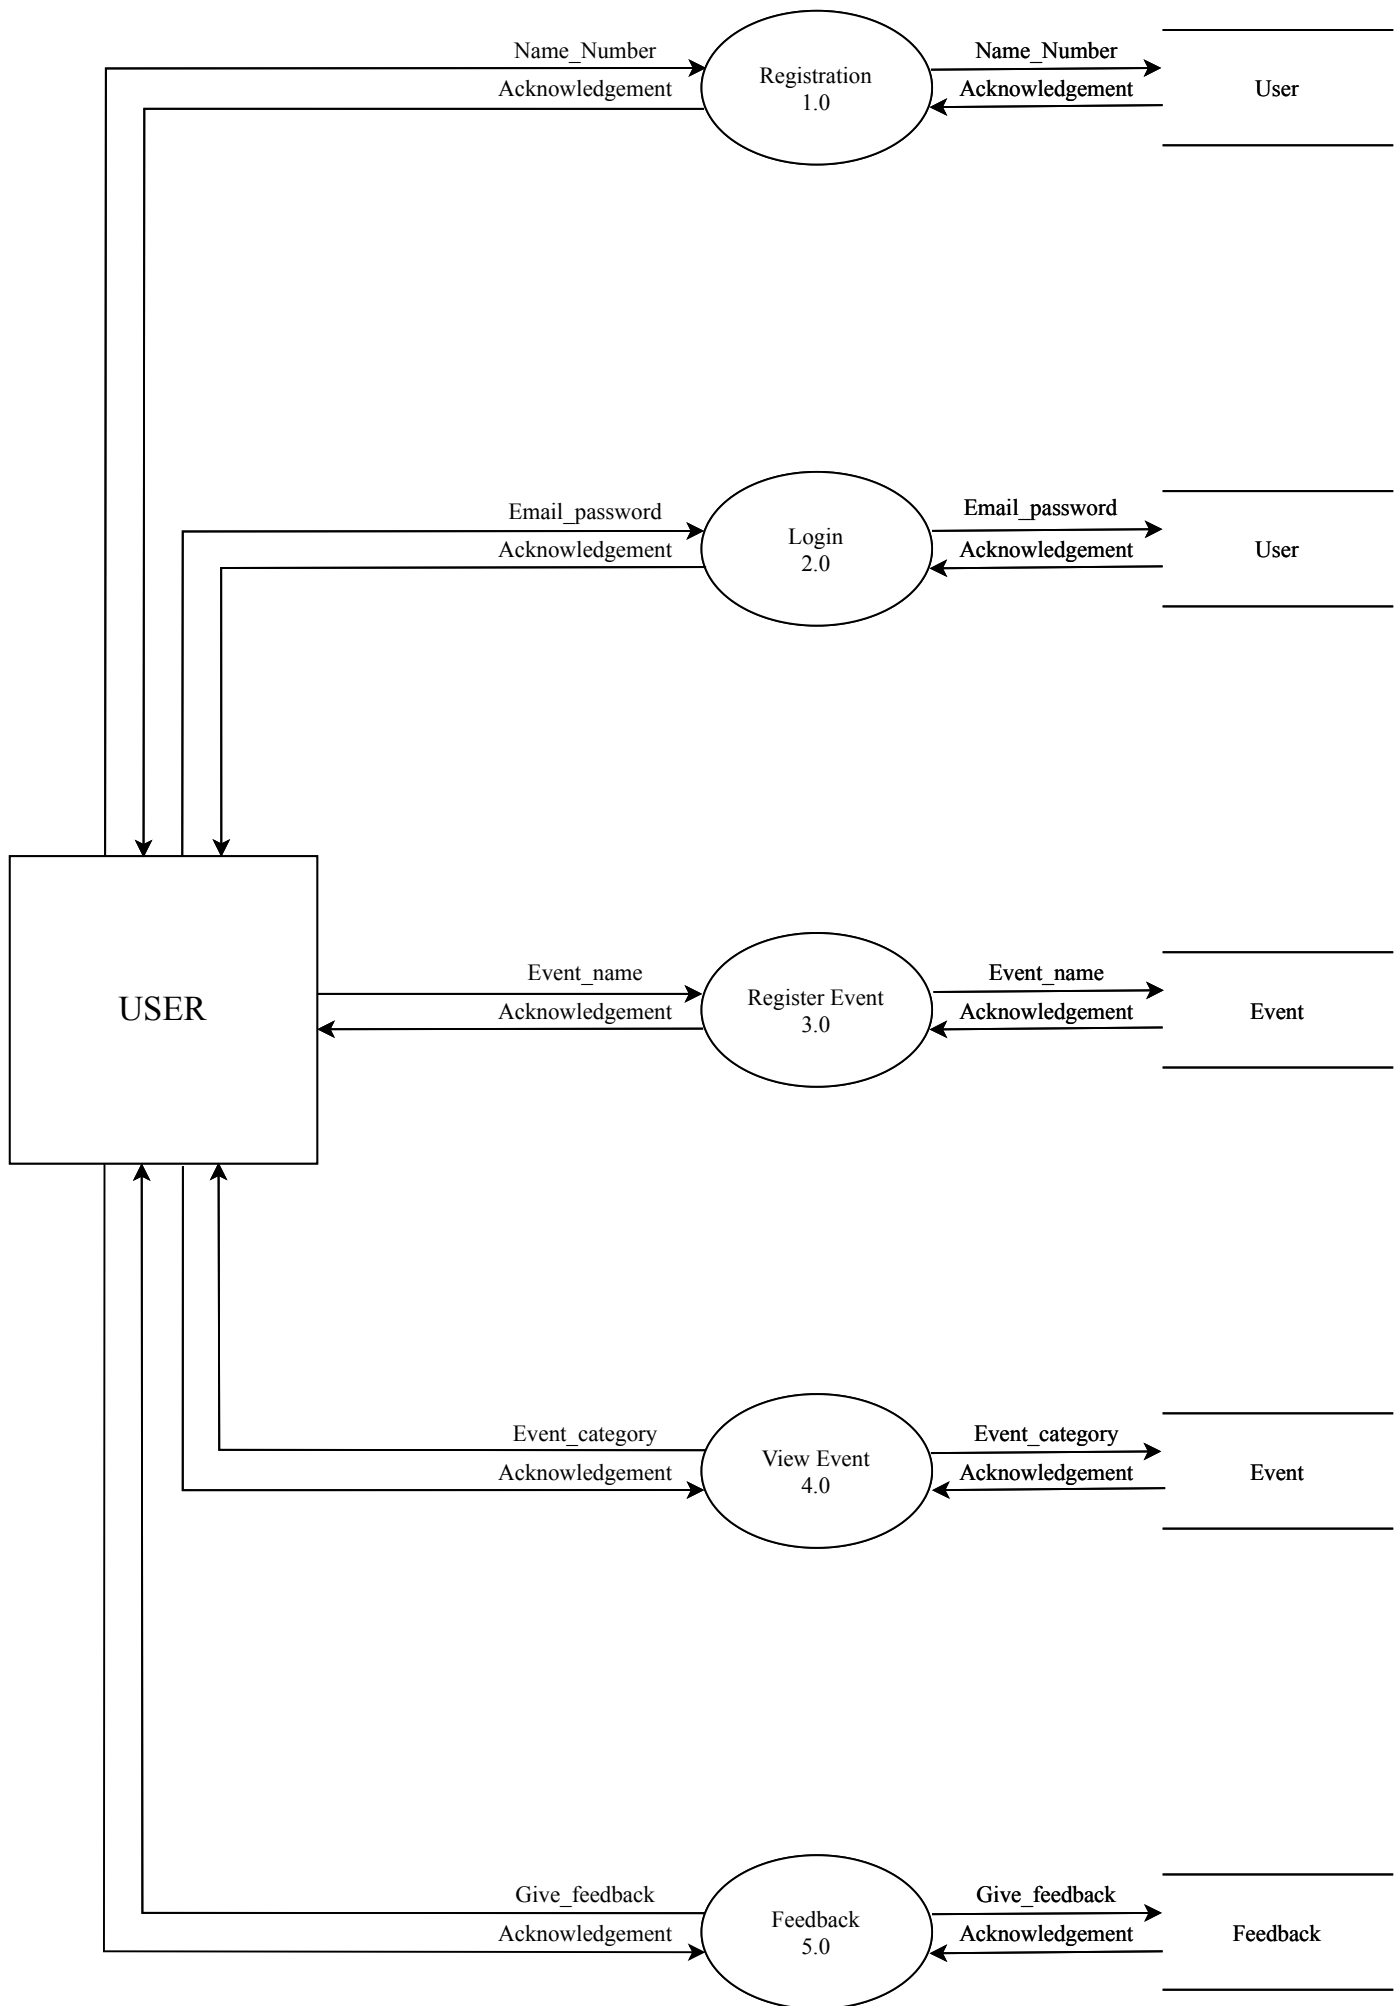 Name_Number
Acknowledgement
Registration
1.0
Name_Number
Acknowledgement
User
Email_password
Acknowledgement
Login
2.0
Email_password
Acknowledgement
User
USER
Event_name
Acknowledgement
Register Event
3.0
Event_name
Acknowledgement
Event
Event_category
Acknowledgement
View Event
4.0
Event_category
Acknowledgement
Event
Give_feedback
Acknowledgement
Feedback
5.0
Give_feedback
Acknowledgement
Feedback